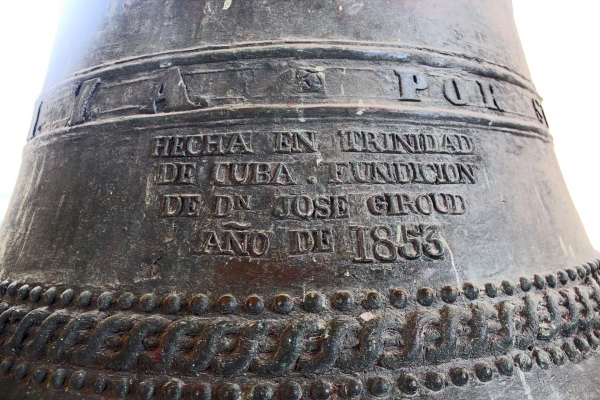 POR
HECHA EN TRINIDAD
DE CUBA . FUNDICION
DE DN. JOSE GIROUD
AÑO DE 1853